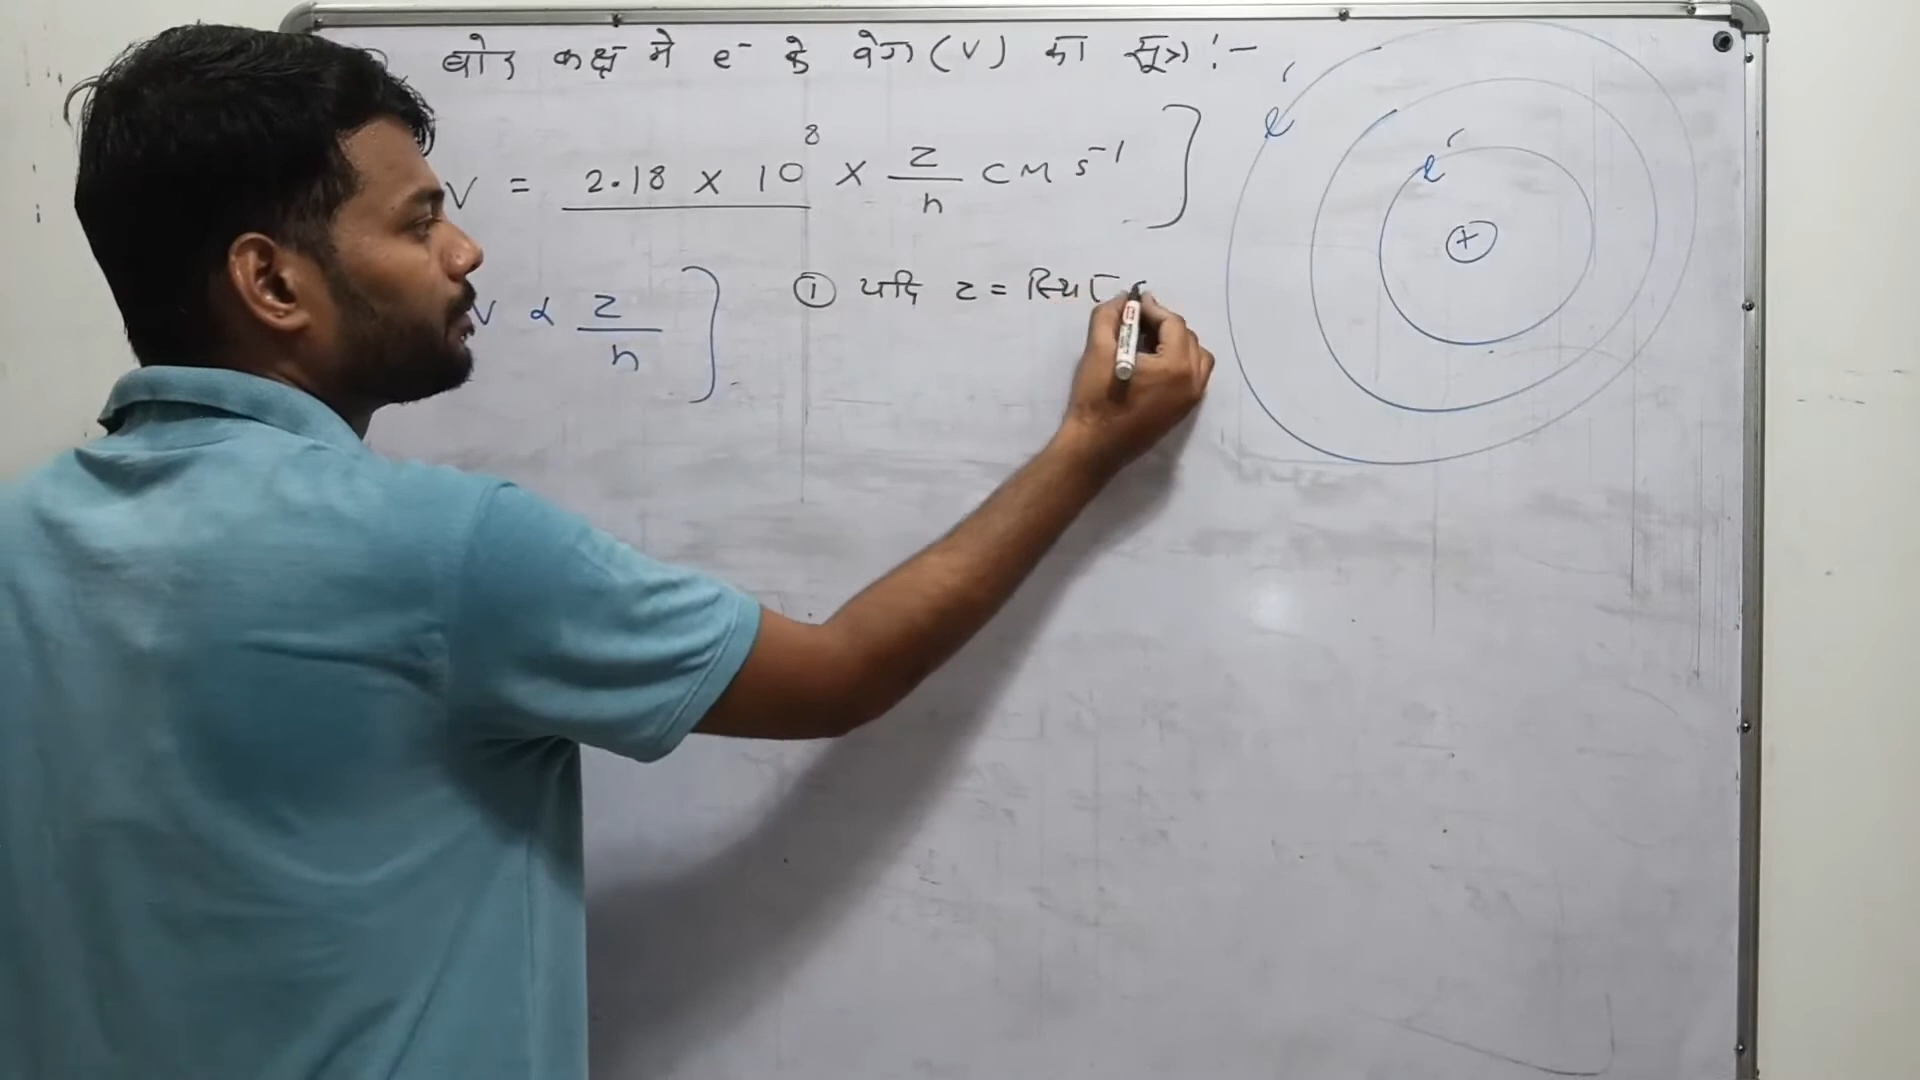 बोर कक्ष मे e⁻ के वेग (V) का सूत्र :-
V = 2.18 x 10⁸ x Z/n CM s⁻¹
V ∝ Z/n
① यदि Z = स्थिर
e⁻
e⁻
+